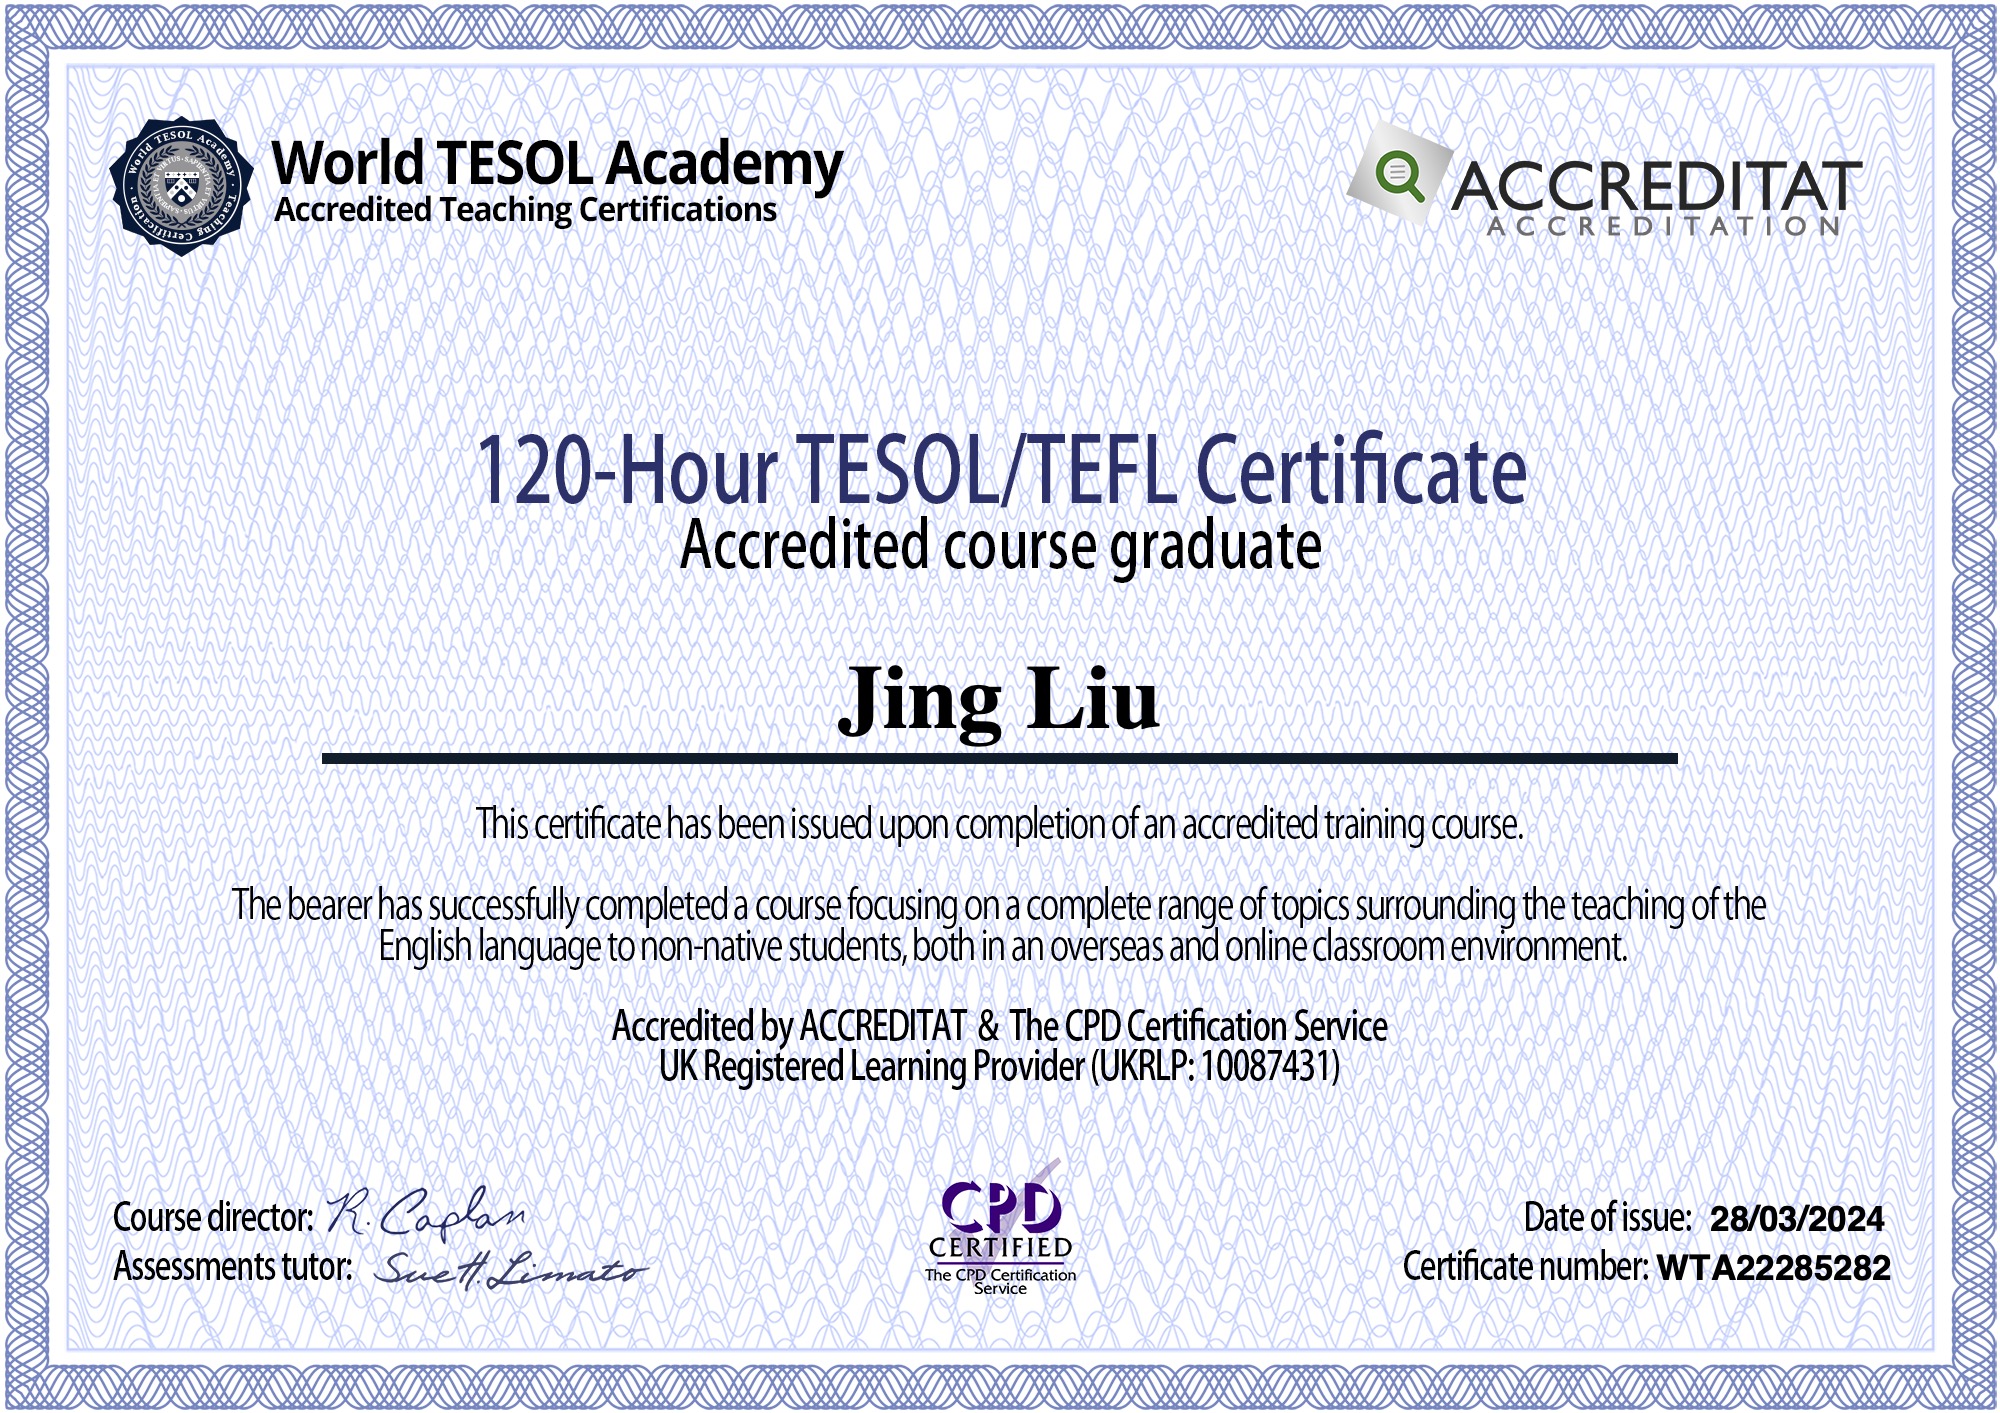 World TESOL Academy
Accredited Teaching Certifications
World TESOL Academy · Teaching Certification ·
ACCREDITAT
ACCREDITATION
120-Hour TESOL/TEFL Certificate
Accredited course graduate
Jing Liu
This certificate has been issued upon completion of an accredited training course.
The bearer has successfully completed a course focusing on a complete range of topics surrounding the teaching of the
English language to non-native students, both in an overseas and online classroom environment.
Accredited by ACCREDITAT & The CPD Certification Service
UK Registered Learning Provider (UKRLP: 10087431)
Course director: R. Caplan
Assessments tutor: Sue H. Limato
CPD
CERTIFIED
The CPD Certification
Service
Date of issue: 28/03/2024
Certificate number: WTA22285282